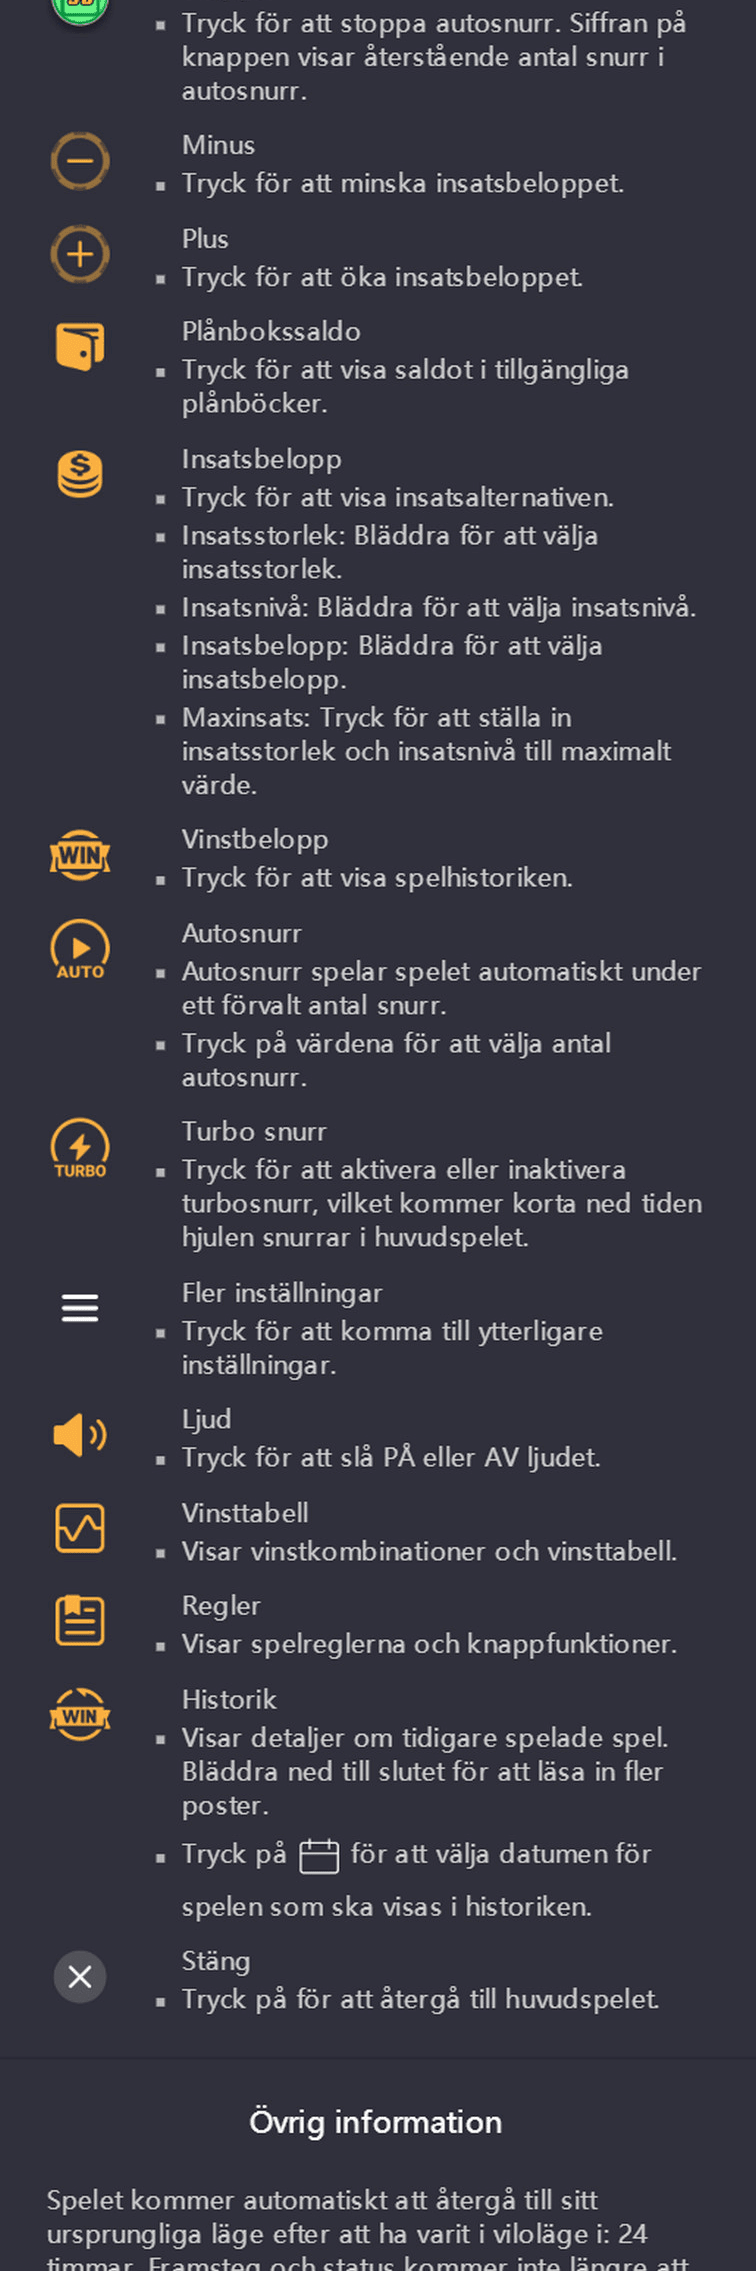 Tryck för att stoppa autosnurr. Siffran på
knappen visar återstående antal snurr i
autosnurr.
Minus
Tryck för att minska insatsbeloppet.
Plus
Tryck för att öka insatsbeloppet.
Plånbokssaldo
Tryck för att visa saldot i tillgängliga
plånböcker.
$
Insatsbelopp
Tryck för att visa insatsalternativen.
Insatsstorlek: Bläddra för att välja
insatsstorlek.
Insatsnivå: Bläddra för att välja insatsnivå.
Insatsbelopp: Bläddra för att välja
insatsbelopp.
Maxinsats: Tryck för att ställa in
insatsstorlek och insatsnivå till maximalt
värde.
WIN
Vinstbelopp
Tryck för att visa spelhistoriken.
AUTO
Autosnurr
Autosnurr spelar spelet automatiskt under
ett förvalt antal snurr.
Tryck på värdena för att välja antal
autosnurr.
TURBO
Turbo snurr
Tryck för att aktivera eller inaktivera
turbosnurr, vilket kommer korta ned tiden
hjulen snurrar i huvudspelet.
Fler inställningar
Tryck för att komma till ytterligare
inställningar.
Ljud
Tryck för att slå PÅ eller AV ljudet.
Vinsttabell
Visar vinstkombinationer och vinsttabell.
Regler
Visar spelreglerna och knappfunktioner.
WIN
Historik
Visar detaljer om tidigare spelade spel.
Bläddra ned till slutet för att läsa in fler
poster.
Tryck på för att välja datumen för
spelen som ska visas i historiken.
Stäng
Tryck på för att återgå till huvudspelet.
Övrig information
Spelet kommer automatiskt att återgå till sitt
ursprungliga läge efter att ha varit i viloläge i: 24
timmar. Framsteg och status kommer inte längre att